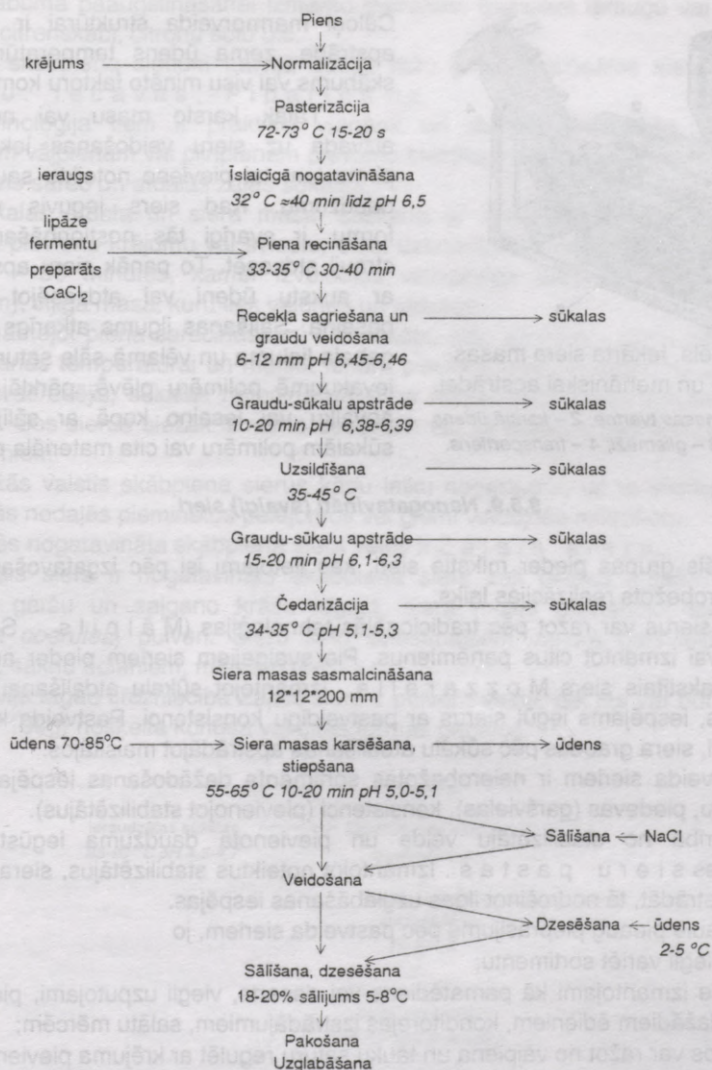 Piens
krējums Normalizācija
Pasterizācija
72-73° C 15-20 s
ieraugs Īslaicīgā nogatavināšana
32° C ≈40 min līdz pH 6,5
lipāze
fermentu Piena recināšana
preparāts 33-35° C 30-40 min
CaCl₂
Recekļa sagriešana un sūkalas
graudu veidošana
6-12 mm pH 6,45-6,46
Graudu-sūkalu apstrāde sūkalas
10-20 min pH 6,38-6,39
Uzsildīšana sūkalas
35-45° C
Graudu-sūkalu apstrāde sūkalas
15-20 min pH 6,1-6,3
Čedarizācija sūkalas
34-35° C pH 5,1-5,3
Siera masas sasmalcināšana
12*12*200 mm
ūdens 70-85°C Siera masas karsēšana, ūdens
stiepšana
55-65° C 10-20 min pH 5,0-5,1
Sālīšana NaCl
Veidošana
Dzesēšana ūdens
2-5 °C
Sālīšana, dzesēšana
18-20% sālījums 5-8°C
Pakošana
Uzglabāšana